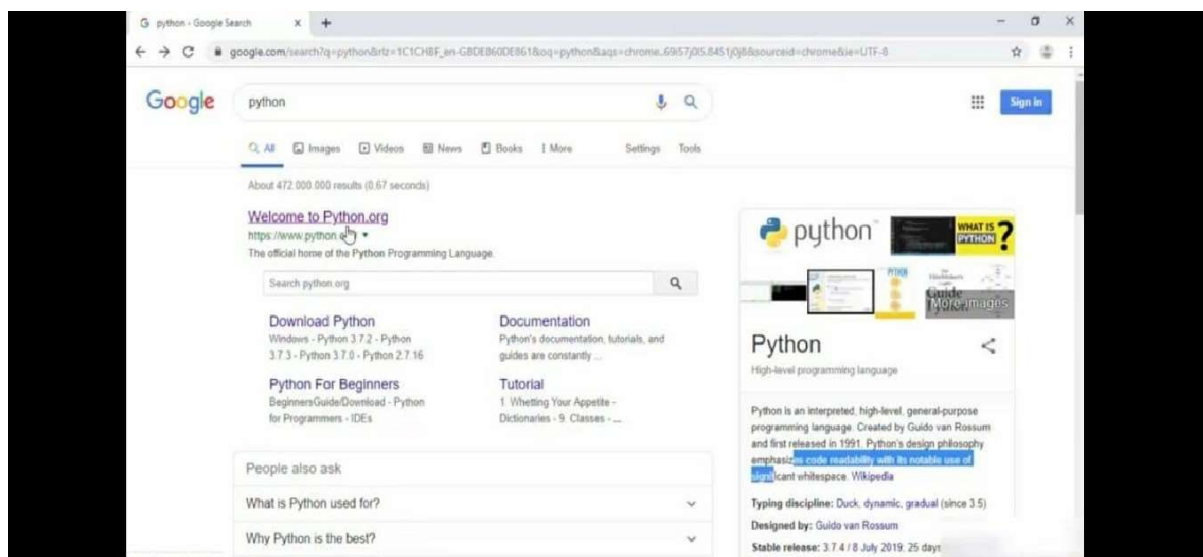 G python - Google Search
google.com/search?q=python&rlz=1C1CHBF_en-GBDE860DE861&oq=python&aqs=chrome..69i57j0l5.8451j0j8&sourceid=chrome&ie=UTF-8
Google
python
Sign in
All Images Videos News Books More Settings Tools
About 472.000.000 results (0.67 seconds)
Welcome to Python.org
https://www.python.
The official home of the Python Programming Language.
Search python.org
Download Python
Windows - Python 3.7.2 - Python
3.7.3 - Python 3.7.0 - Python 2.7.16
Documentation
Python's documentation, tutorials, and
guides are constantly ...
Python For Beginners
BeginnersGuide/Download - Python
for Programmers - IDEs
Tutorial
1. Whetting Your Appetite -
Dictionaries - 9. Classes - ...
People also ask
What is Python used for?
Why Python is the best?
python
WHAT IS
PYTHON
?
PYTHON
Guide
Python
More images
Python
High-level programming language
Python is an interpreted, high-level, general-purpose
programming language. Created by Guido van Rossum
and first released in 1991, Python's design philosophy
emphasizes code readability with its notable use of
significant whitespace. Wikipedia
Typing discipline: Duck, dynamic, gradual (since 3.5)
Designed by: Guido van Rossum
Stable release: 3.7.4 / 8 July 2019; 25 days